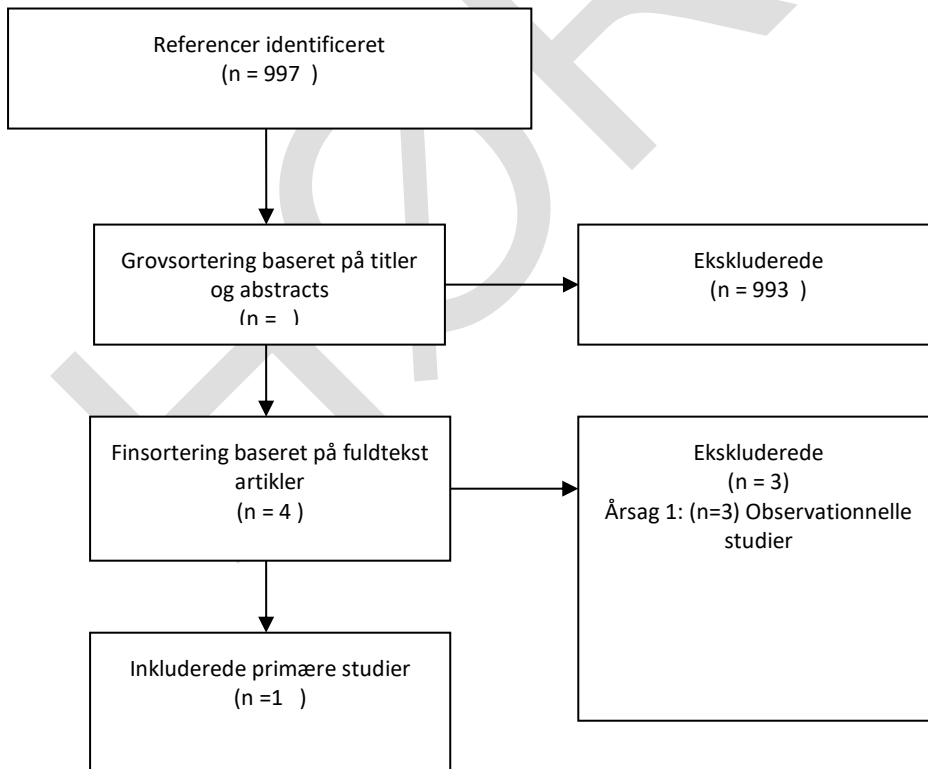 Referencer identificeret
(n = 997  )
Grovsortering baseret på titler
og abstracts
(n =   )
Ekskluderede
(n = 993  )
Finsortering baseret på fuldtekst
artikler
(n = 4 )
Ekskluderede
(n = 3)
Årsag 1: (n=3) Observationnelle
studier
Inkluderede primære studier
(n =1   )